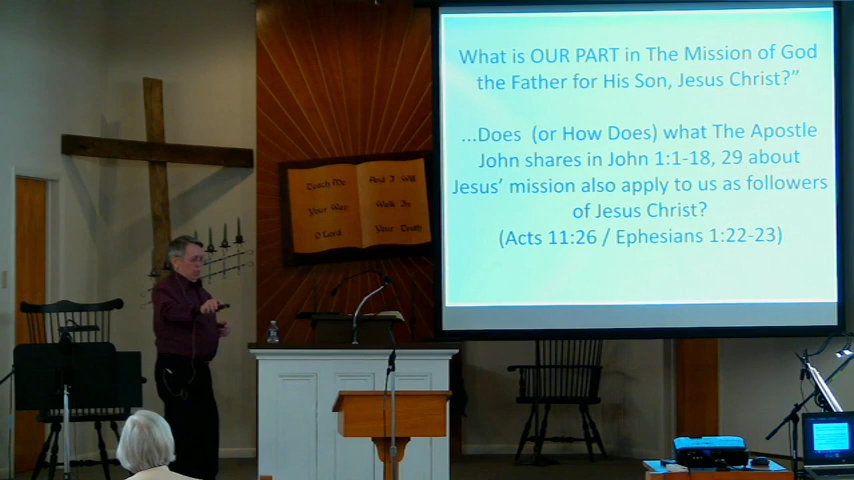 What is OUR PART in The Mission of God
the Father for His Son, Jesus Christ?”
...Does (or How Does) what The Apostle
John shares in John 1:1-18, 29 about
Jesus’ mission also apply to us as followers
of Jesus Christ?
(Acts 11:26 / Ephesians 1:22-23)
Teach Me
Your Way
O Lord
And I Will
Walk In
Your Truth